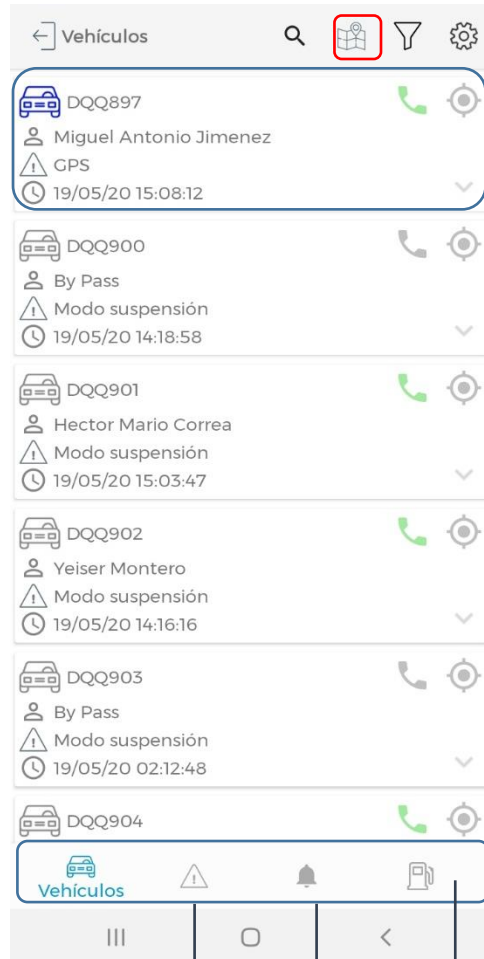 Vehículos
DQQ897
Miguel Antonio Jimenez
GPS
19/05/20 15:08:12
DQQ900
By Pass
Modo suspensión
19/05/20 14:18:58
DQQ901
Hector Mario Correa
Modo suspensión
19/05/20 15:03:47
DQQ902
Yeiser Montero
Modo suspensión
19/05/20 14:16:16
DQQ903
By Pass
Modo suspensión
19/05/20 02:12:48
DQQ904
Vehículos